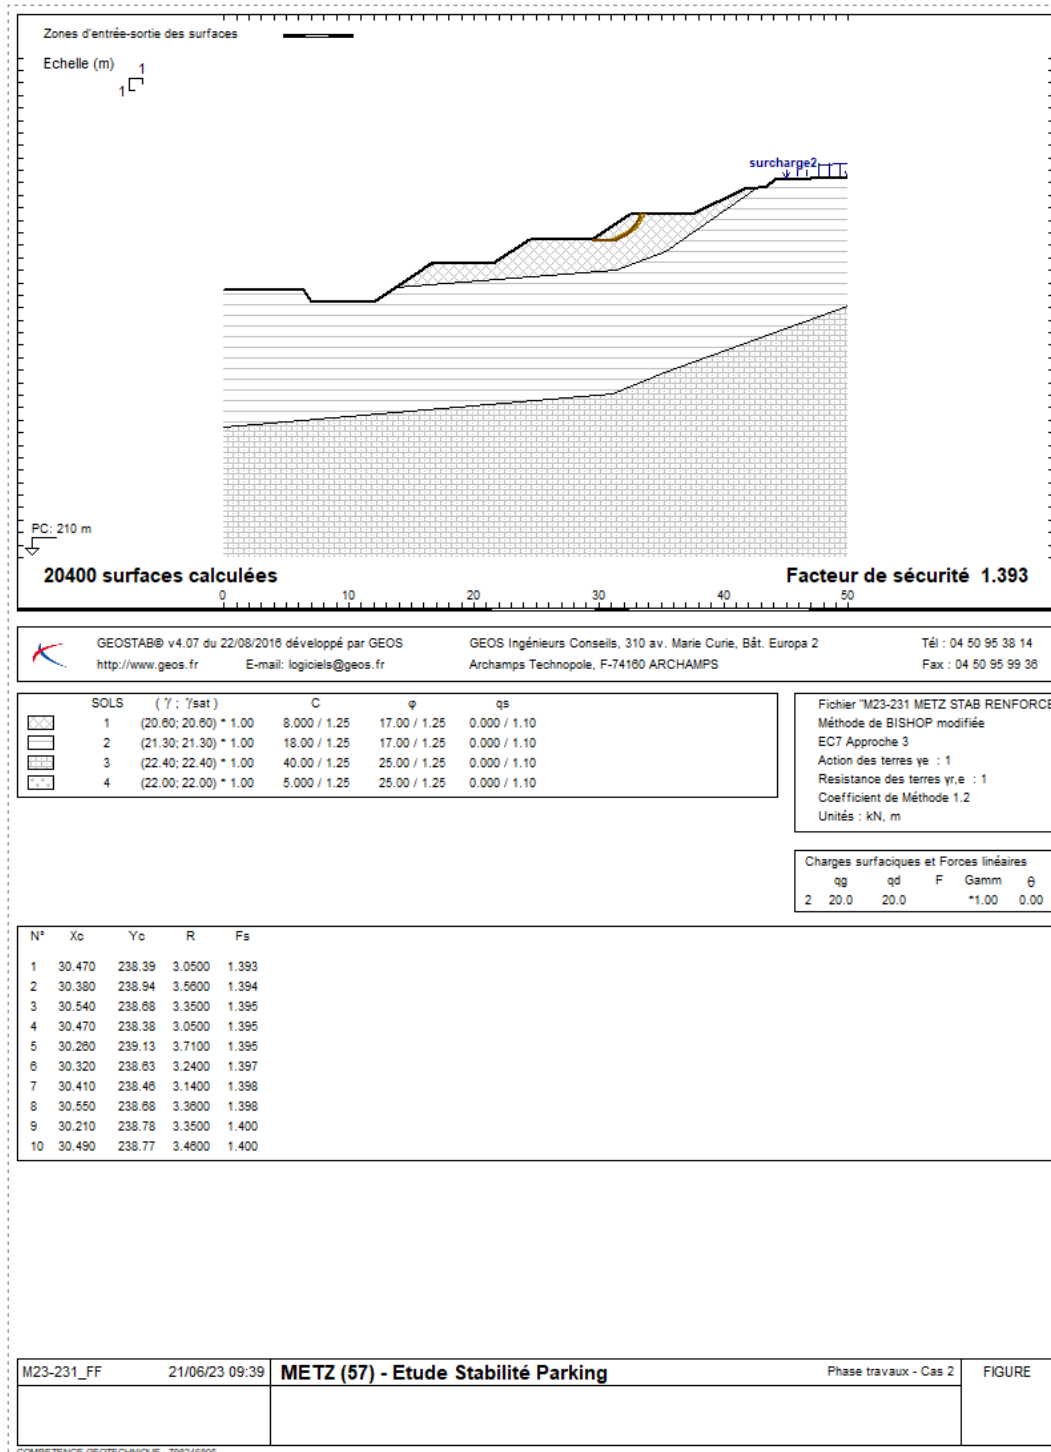 Zones d'entrée-sortie des surfaces
Echelle (m)
1
1
surcharge2
PC: 210 m
20400 surfaces calculées
Facteur de sécurité 1.393
0 10 20 30 40 50
GEOSTAB® v4.07 du 22/08/2016 développé par GEOS
GEOS Ingénieurs Conseils, 310 av. Marie Curie, Bât. Europa 2
Tél : 04 50 95 38 14
http://www.geos.fr E-mail: logiciels@geos.fr
Archamps Technopole, F-74160 ARCHAMPS
Fax : 04 50 95 99 36
SOLS ( γ ; γsat ) C φ qs
1 (20.60; 20.60) * 1.00 8.000 / 1.25 17.00 / 1.25 0.000 / 1.10
2 (21.30; 21.30) * 1.00 18.00 / 1.25 17.00 / 1.25 0.000 / 1.10
3 (22.40; 22.40) * 1.00 40.00 / 1.25 25.00 / 1.25 0.000 / 1.10
4 (22.00; 22.00) * 1.00 5.000 / 1.25 25.00 / 1.25 0.000 / 1.10
Fichier "M23-231 METZ STAB RENFORCE
Méthode de BISHOP modifiée
EC7 Approche 3
Action des terres γe : 1
Resistance des terres γr,e : 1
Coefficient de Méthode 1.2
Unités : kN, m
Charges surfaciques et Forces linéaires
qg qd F Gamm θ
2 20.0 20.0 *1.00 0.00
N° Xc Yc R Fs
1 30.470 238.39 3.0500 1.393
2 30.380 238.94 3.5600 1.394
3 30.540 238.68 3.3500 1.395
4 30.470 238.38 3.0500 1.395
5 30.260 239.13 3.7100 1.395
6 30.320 238.63 3.2400 1.397
7 30.410 238.46 3.1400 1.398
8 30.550 238.68 3.3600 1.398
9 30.210 238.78 3.3500 1.400
10 30.490 238.77 3.4600 1.400
M23-231_FF 21/06/23 09:39
METZ (57) - Etude Stabilité Parking
Phase travaux - Cas 2
FIGURE
COMPETENCE GEOTECHNIQUE